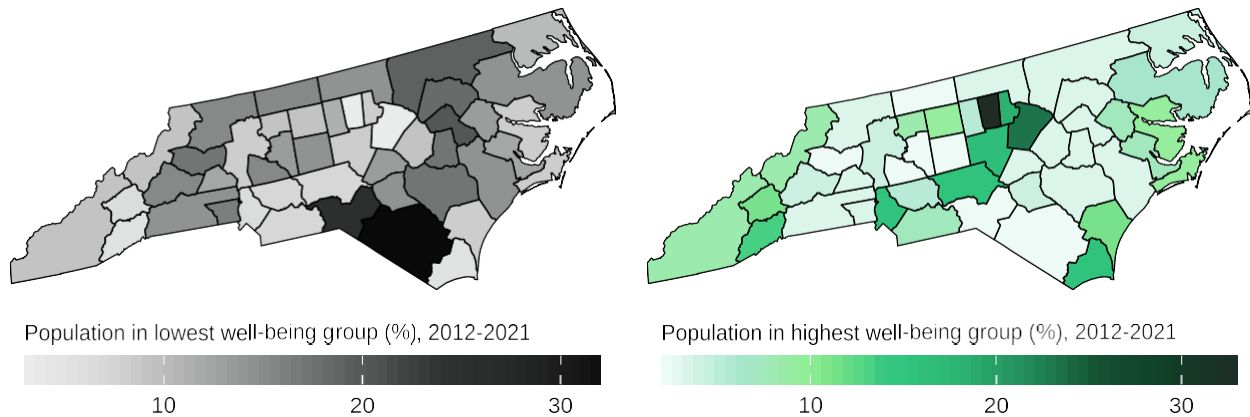 Population in lowest well-being group (%), 2012-2021
10 20 30
Population in highest well-being group (%), 2012-2021
10 20 30